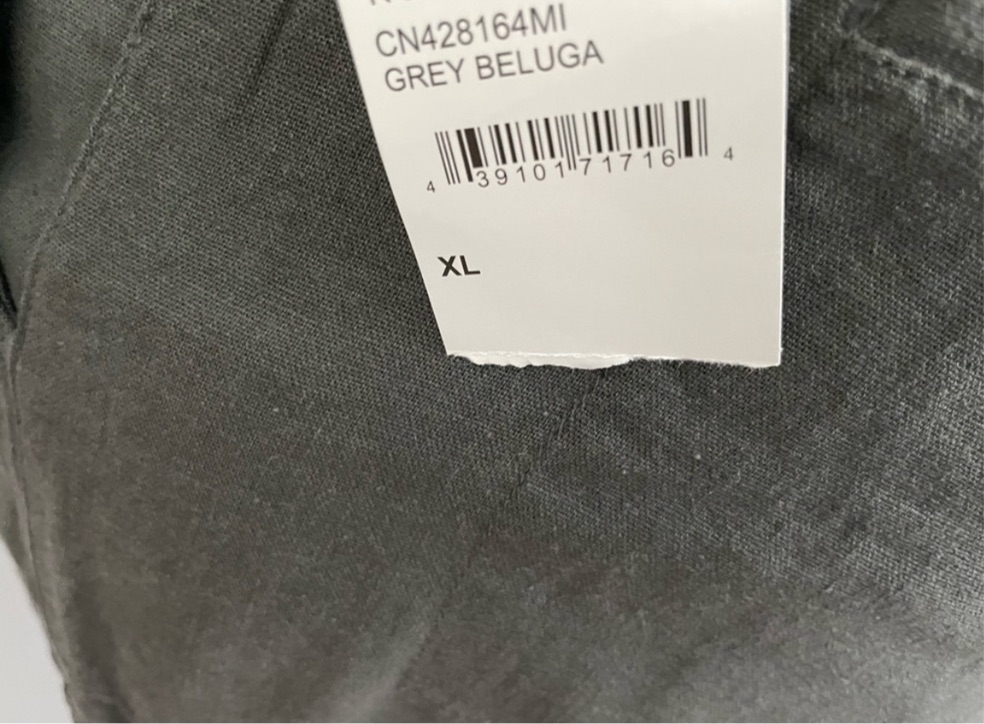 CN428164MI
GREY BELUGA
4 39101 71716 4
XL